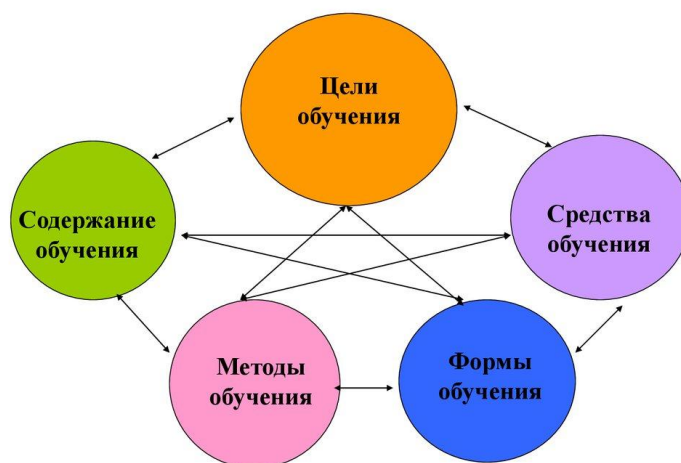 Цели
обучения
Содержание
обучения
Средства
обучения
Методы
обучения
Формы
обучения